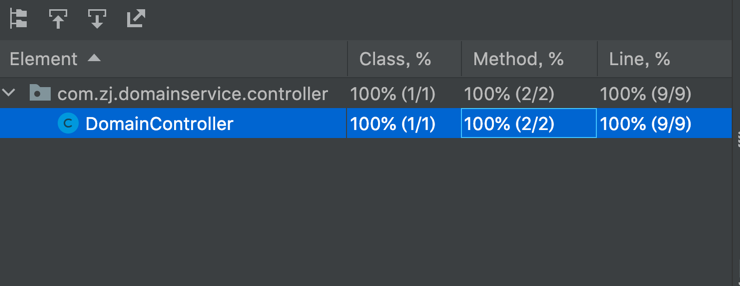 Element Class, % Method, % Line, %
com.zj.domainservice.controller 100% (1/1) 100% (2/2) 100% (9/9)
C DomainController 100% (1/1) 100% (2/2) 100% (9/9)